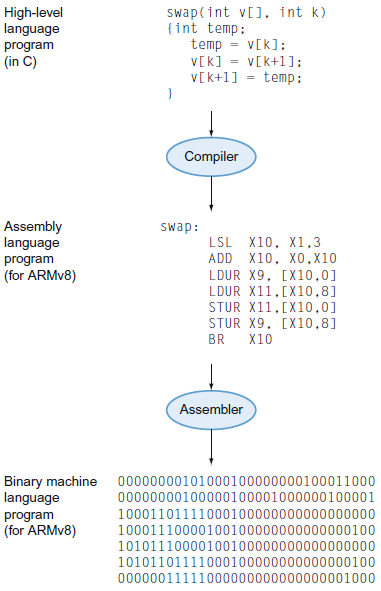 High-level
language
program
(in C)
swap(int v[], int k)
{int temp;
temp = v[k];
v[k] = v[k+1];
v[k+1] = temp;
}
Compiler
Assembly
language
program
(for ARMv8)
swap:
LSL X10, X1,3
ADD X10, X0,X10
LDUR X9, [X10,0]
LDUR X11,[X10,8]
STUR X11,[X10,0]
STUR X9, [X10,8]
BR X10
Assembler
Binary machine
language
program
(for ARMv8)
00000000101000100000000100011000
00000000100000100001000000100001
10001101111000100000000000000000
10001110000100100000000000000100
10101110000100100000000000000000
10101101111000100000000000000100
00000011111000000000000000001000